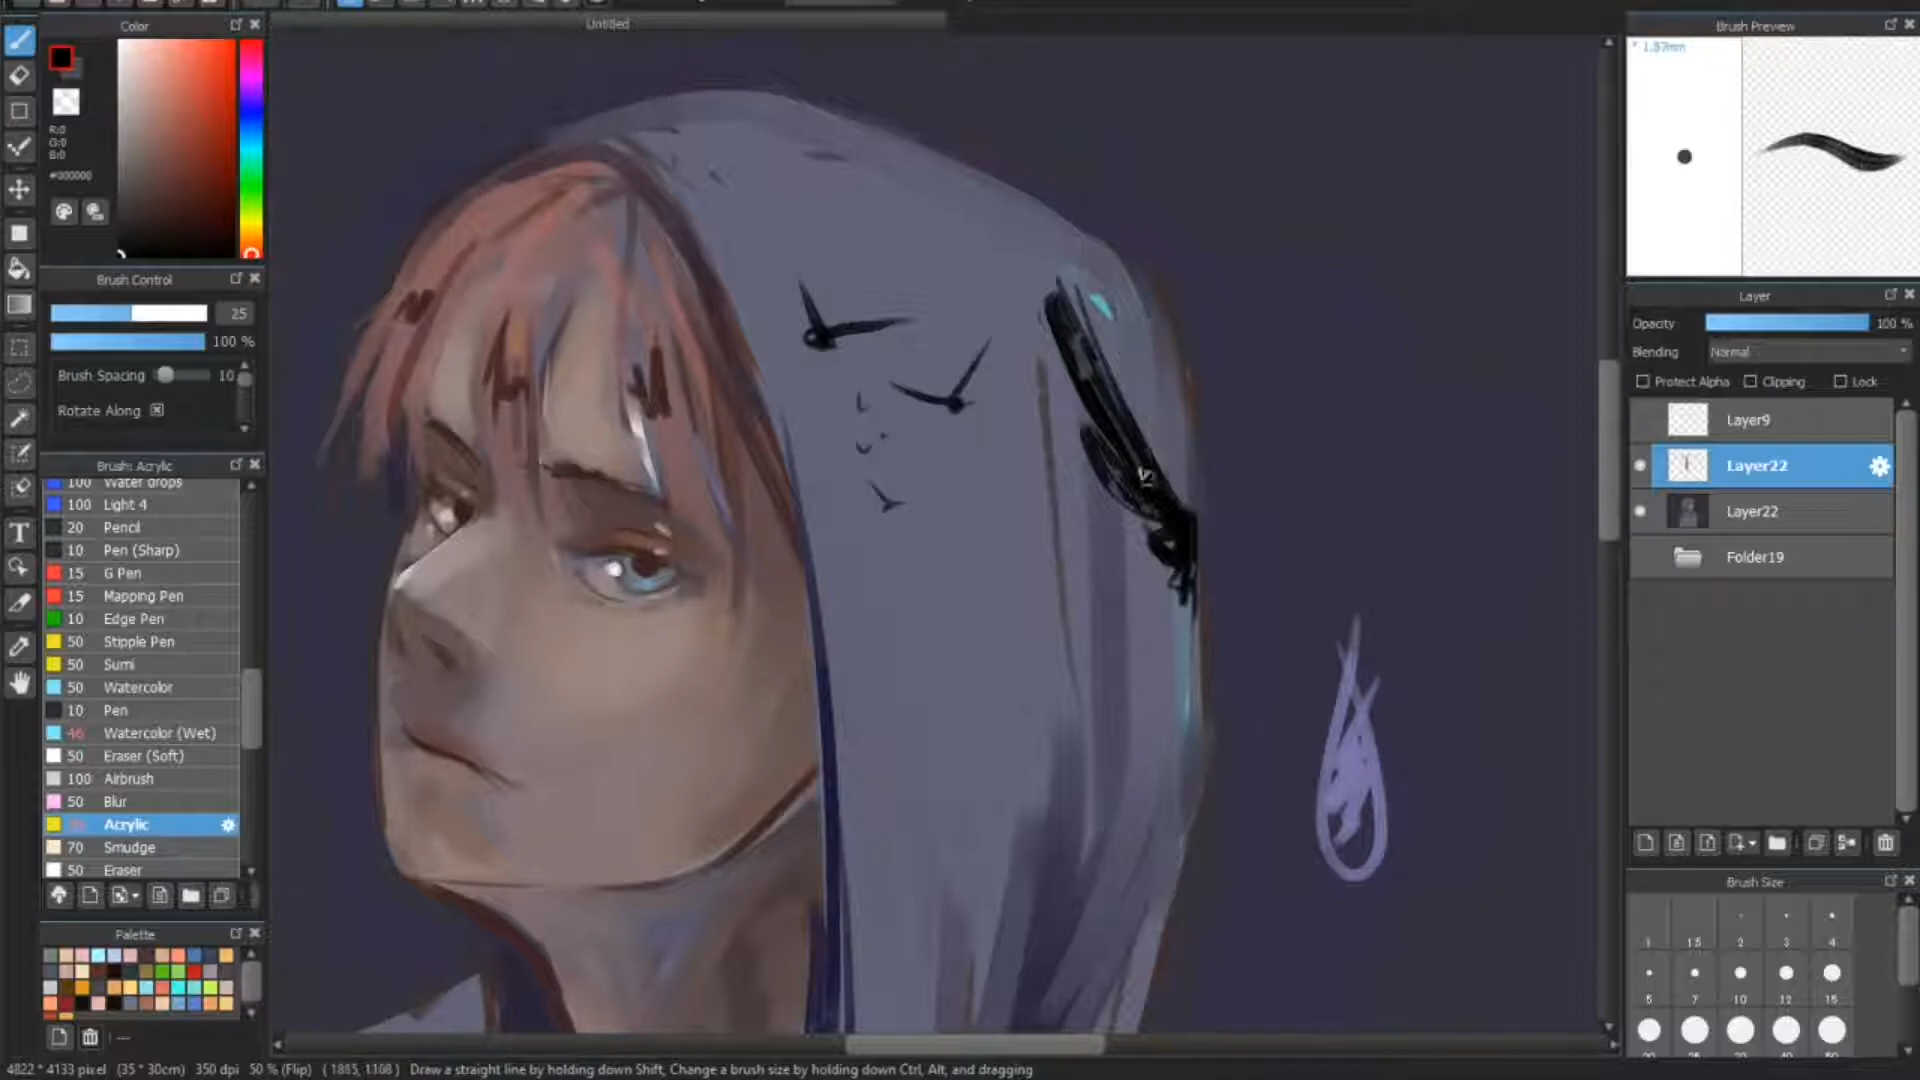 Color
Untitled
Brush Preview
* 1.57mm
R:0
G:0
B:0
#000000
Brush Control
25
100 %
Brush Spacing 10
Rotate Along
Layer
Opacity 100 %
Blending Normal
Protect Alpha Clipping Lock
Layer9
Layer22
Layer22
Folder19
Brush: Acrylic
100 Water drops
100 Light 4
20 Pencil
10 Pen (Sharp)
15 G Pen
15 Mapping Pen
10 Edge Pen
50 Stipple Pen
50 Sumi
50 Watercolor
10 Pen
46 Watercolor (Wet)
50 Eraser (Soft)
100 Airbrush
50 Blur
Acrylic
70 Smudge
50 Eraser
Palette
---
Brush Size
1 1.5 2 3 4
5 7 10 12 15
4822 * 4133 pixel (35 * 30cm) 350 dpi 50 % (Flip) ( 1885, 1108 ) Draw a straight line by holding down Shift, Change a brush size by holding down Ctrl, Alt, and dragging